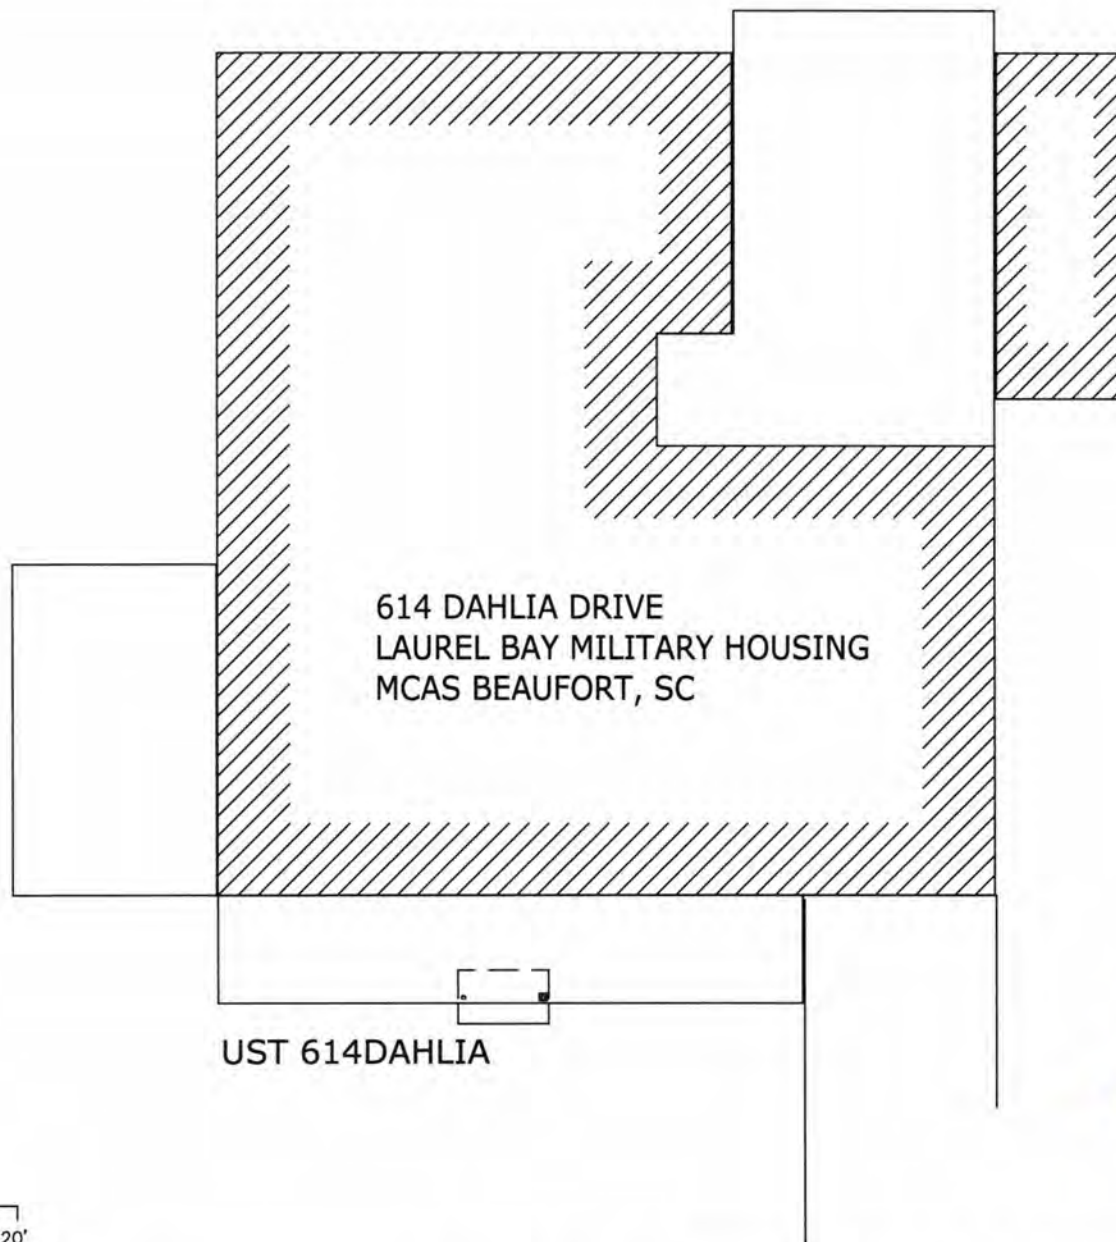 614 DAHLIA DRIVE
LAUREL BAY MILITARY HOUSING
MCAS BEAUFORT, SC
UST 614DAHLIA
20'